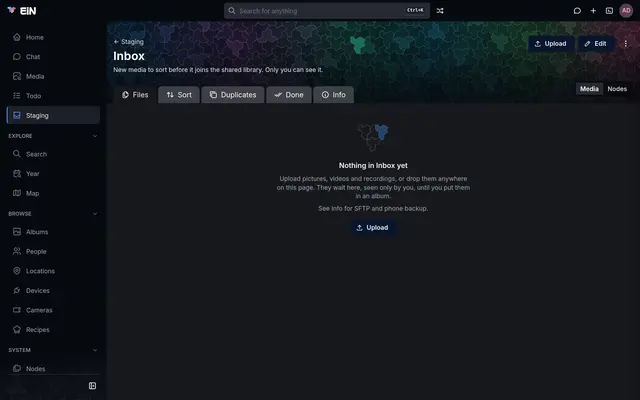 EIN
Search for anything
Ctrl+K
AD
Home
Chat
Media
Todo
Staging
EXPLORE
Search
Year
Map
BROWSE
Albums
People
Locations
Devices
Cameras
Recipes
SYSTEM
Nodes
← Staging
Inbox
New media to sort before it joins the shared library. Only you can see it.
Upload
Edit
Files
Sort
Duplicates
Done
Info
Media
Nodes
Nothing in Inbox yet
Upload pictures, videos and recordings, or drop them anywhere
on this page. They wait here, seen only by you, until you put them
in an album.
See Info for SFTP and phone backup.
Upload